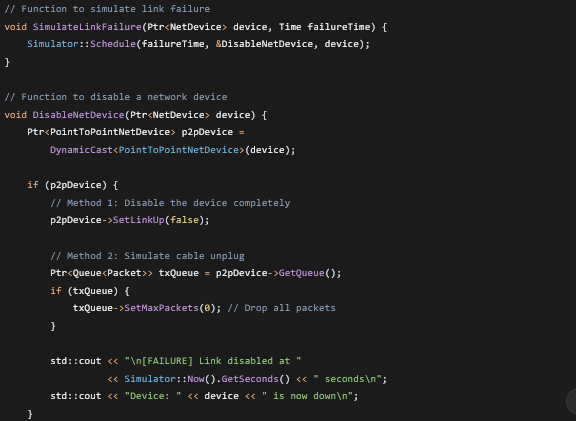 // Function to simulate link failure
void SimulateLinkFailure(Ptr<NetDevice> device, Time failureTime) {
    Simulator::Schedule(failureTime, &DisableNetDevice, device);
}

// Function to disable a network device
void DisableNetDevice(Ptr<NetDevice> device) {
    Ptr<PointToPointNetDevice> p2pDevice =
        DynamicCast<PointToPointNetDevice>(device);

    if (p2pDevice) {
        // Method 1: Disable the device completely
        p2pDevice->SetLinkUp(false);

        // Method 2: Simulate cable unplug
        Ptr<Queue<Packet>> txQueue = p2pDevice->GetQueue();
        if (txQueue) {
            txQueue->SetMaxPackets(0); // Drop all packets
        }

        std::cout << "\n[FAILURE] Link disabled at "
                  << Simulator::Now().GetSeconds() << " seconds\n";
        std::cout << "Device: " << device << " is now down\n";
    }